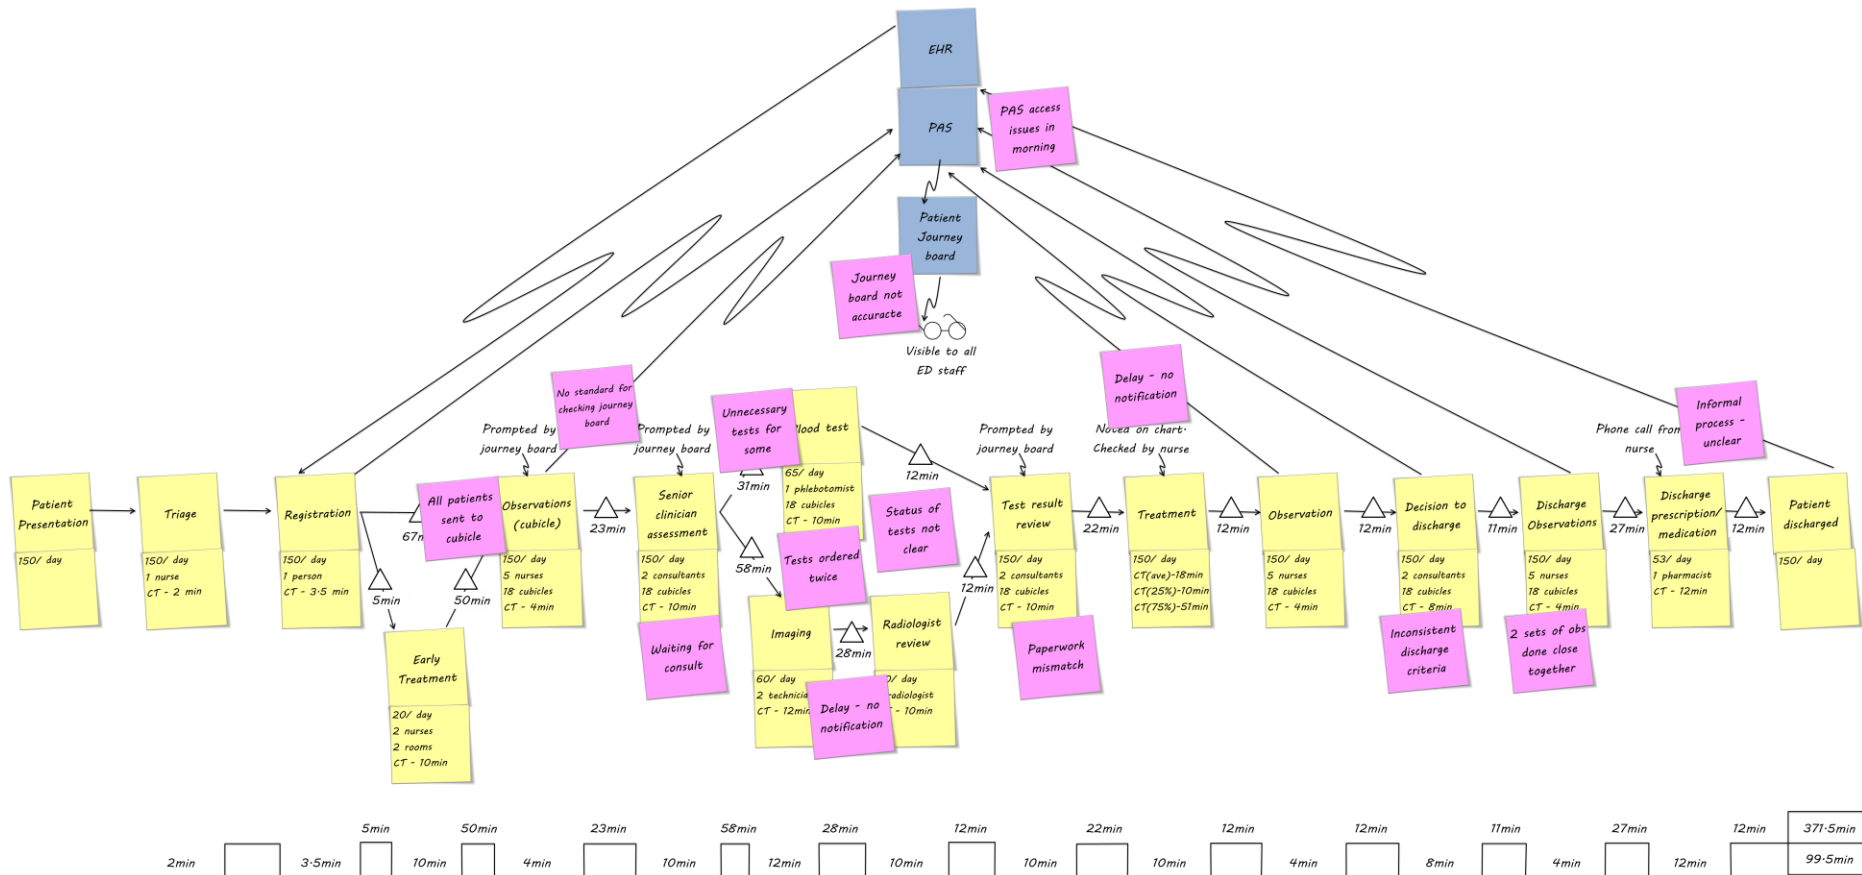 EHR
PAS
PAS access
issues in
morning
Patient
Journey
board
Journey
board not
accuracte
Visible to all
ED staff
No standard for
checking journey
board
Delay - no
notification
Informal
process -
unclear
Prompted by
journey board
Prompted by
journey board
Unnecessary
tests for
some
test
65/ day
1 phlebotomist
18 cubicles
CT - 10min
Prompted by
journey board
Noted on chart.
Checked by nurse
Phone call from
nurse
Patient
Presentation
150/ day
Triage
150/ day
1 nurse
CT - 2 min
Registration
150/ day
1 person
CT - 3.5 min
All patients
sent to
cubicle
5min
50min
Early
Treatment
20/ day
2 nurses
2 rooms
CT - 10min
Observations
(cubicle)
150/ day
5 nurses
18 cubicles
CT - 4min
23min
Senior
clinician
assessment
150/ day
2 consultants
18 cubicles
CT - 10min
Waiting for
consult
31min
58min
Tests ordered
twice
Status of
tests not
clear
12min
Imaging
60/ day
2
CT - 12min
28min
Radiologist
review
/ day
radiologist
- 10min
Delay - no
notification
12min
Test result
review
150/ day
2 consultants
18 cubicles
CT - 10min
Paperwork
mismatch
22min
Treatment
150/ day
CT(ave)-18min
CT(25%)-10min
CT(75%)-51min
12min
Observation
150/ day
5 nurses
18 cubicles
CT - 4min
12min
Decision to
discharge
150/ day
2 consultants
18 cubicles
CT - 8min
Inconsistent
discharge
criteria
11min
Discharge
Observations
150/ day
5 nurses
18 cubicles
CT - 4min
2 sets of obs
done close
together
27min
Discharge
prescription/
medication
53/ day
1 pharmacist
CT - 12min
12min
Patient
discharged
150/ day
5min 50min 23min 58min 28min 12min 22min 12min 12min 11min 27min 12min 371.5min
2min 3.5min 10min 4min 10min 12min 10min 10min 10min 4min 8min 4min 12min 99.5min